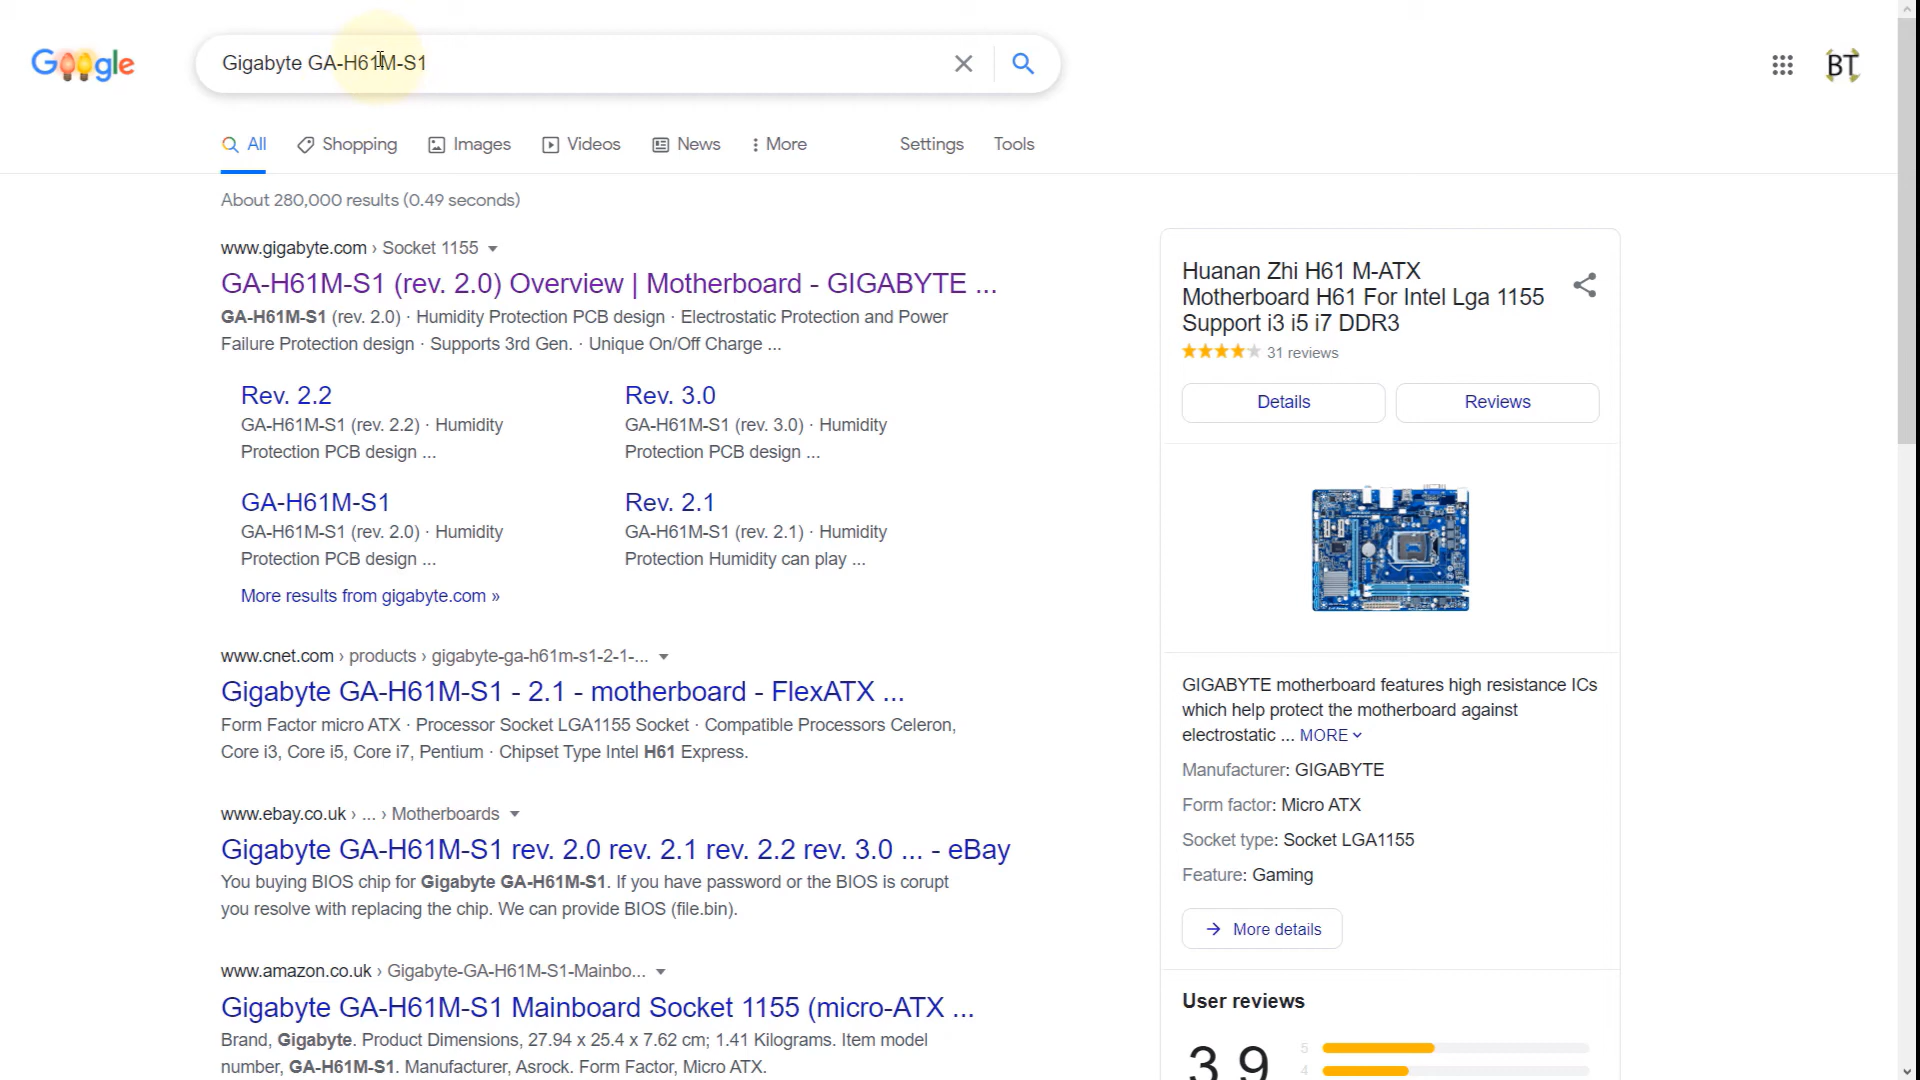 Google
Gigabyte GA-H61M-S1
BT
All
Shopping
Images
Videos
News
More
Settings
Tools
About 280,000 results (0.49 seconds)
www.gigabyte.com › Socket 1155
GA-H61M-S1 (rev. 2.0) Overview | Motherboard - GIGABYTE ...
GA-H61M-S1 (rev. 2.0) · Humidity Protection PCB design · Electrostatic Protection and Power
Failure Protection design · Supports 3rd Gen. · Unique On/Off Charge ...
Rev. 2.2
GA-H61M-S1 (rev. 2.2) · Humidity
Protection PCB design ...
Rev. 3.0
GA-H61M-S1 (rev. 3.0) · Humidity
Protection PCB design ...
GA-H61M-S1
GA-H61M-S1 (rev. 2.0) · Humidity
Protection PCB design ...
Rev. 2.1
GA-H61M-S1 (rev. 2.1) · Humidity
Protection Humidity can play ...
More results from gigabyte.com »
www.cnet.com › products › gigabyte-ga-h61m-s1-2-1-...
Gigabyte GA-H61M-S1 - 2.1 - motherboard - FlexATX ...
Form Factor micro ATX · Processor Socket LGA1155 Socket · Compatible Processors Celeron,
Core i3, Core i5, Core i7, Pentium · Chipset Type Intel H61 Express.
www.ebay.co.uk › ... › Motherboards
Gigabyte GA-H61M-S1 rev. 2.0 rev. 2.1 rev. 2.2 rev. 3.0 ... - eBay
You buying BIOS chip for Gigabyte GA-H61M-S1. If you have password or the BIOS is corupt
you resolve with replacing the chip. We can provide BIOS (file.bin).
www.amazon.co.uk › Gigabyte-GA-H61M-S1-Mainbo...
Gigabyte GA-H61M-S1 Mainboard Socket 1155 (micro-ATX ...
Brand, Gigabyte. Product Dimensions, 27.94 x 25.4 x 7.62 cm; 1.41 Kilograms. Item model
number, GA-H61M-S1. Manufacturer, Asrock. Form Factor, Micro ATX.
Huanan Zhi H61 M-ATX
Motherboard H61 For Intel Lga 1155
Support i3 i5 i7 DDR3
31 reviews
Details
Reviews
GIGABYTE motherboard features high resistance ICs
which help protect the motherboard against
electrostatic ... MORE
Manufacturer: GIGABYTE
Form factor: Micro ATX
Socket type: Socket LGA1155
Feature: Gaming
More details
User reviews
3.9
5
4